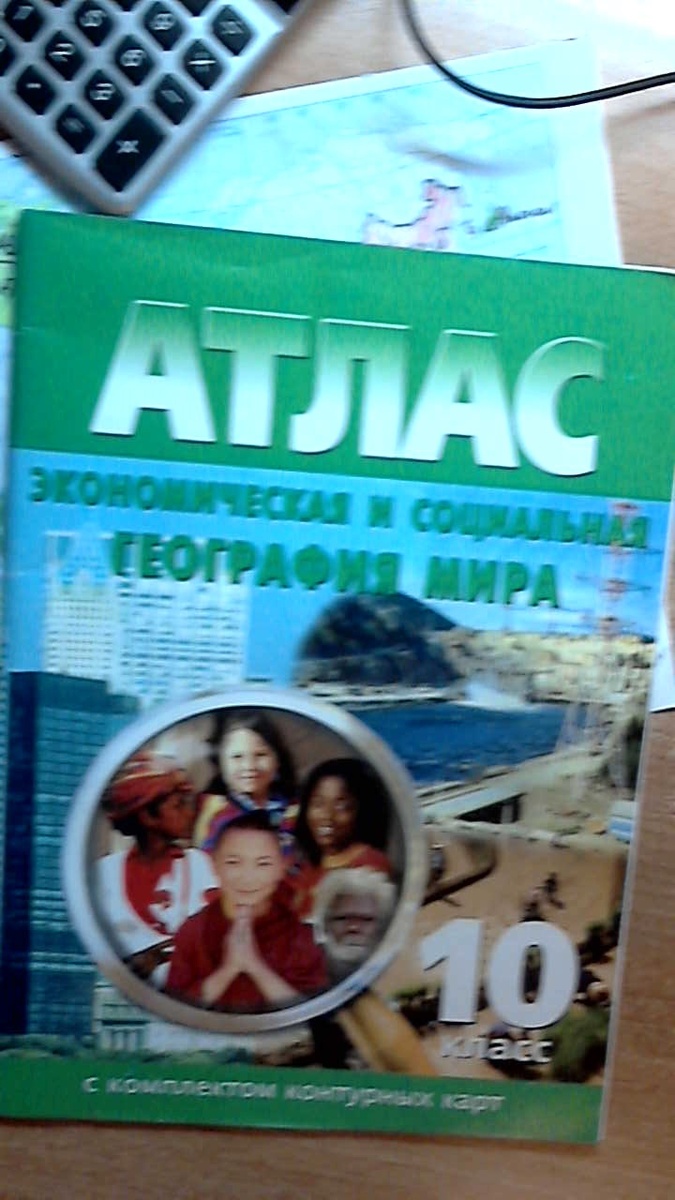 АТЛАС
ЭКОНОМИЧЕСКАЯ И СОЦИАЛЬНАЯ
ГЕОГРАФИЯ МИРА
10
класс
с комплектом контурных карт